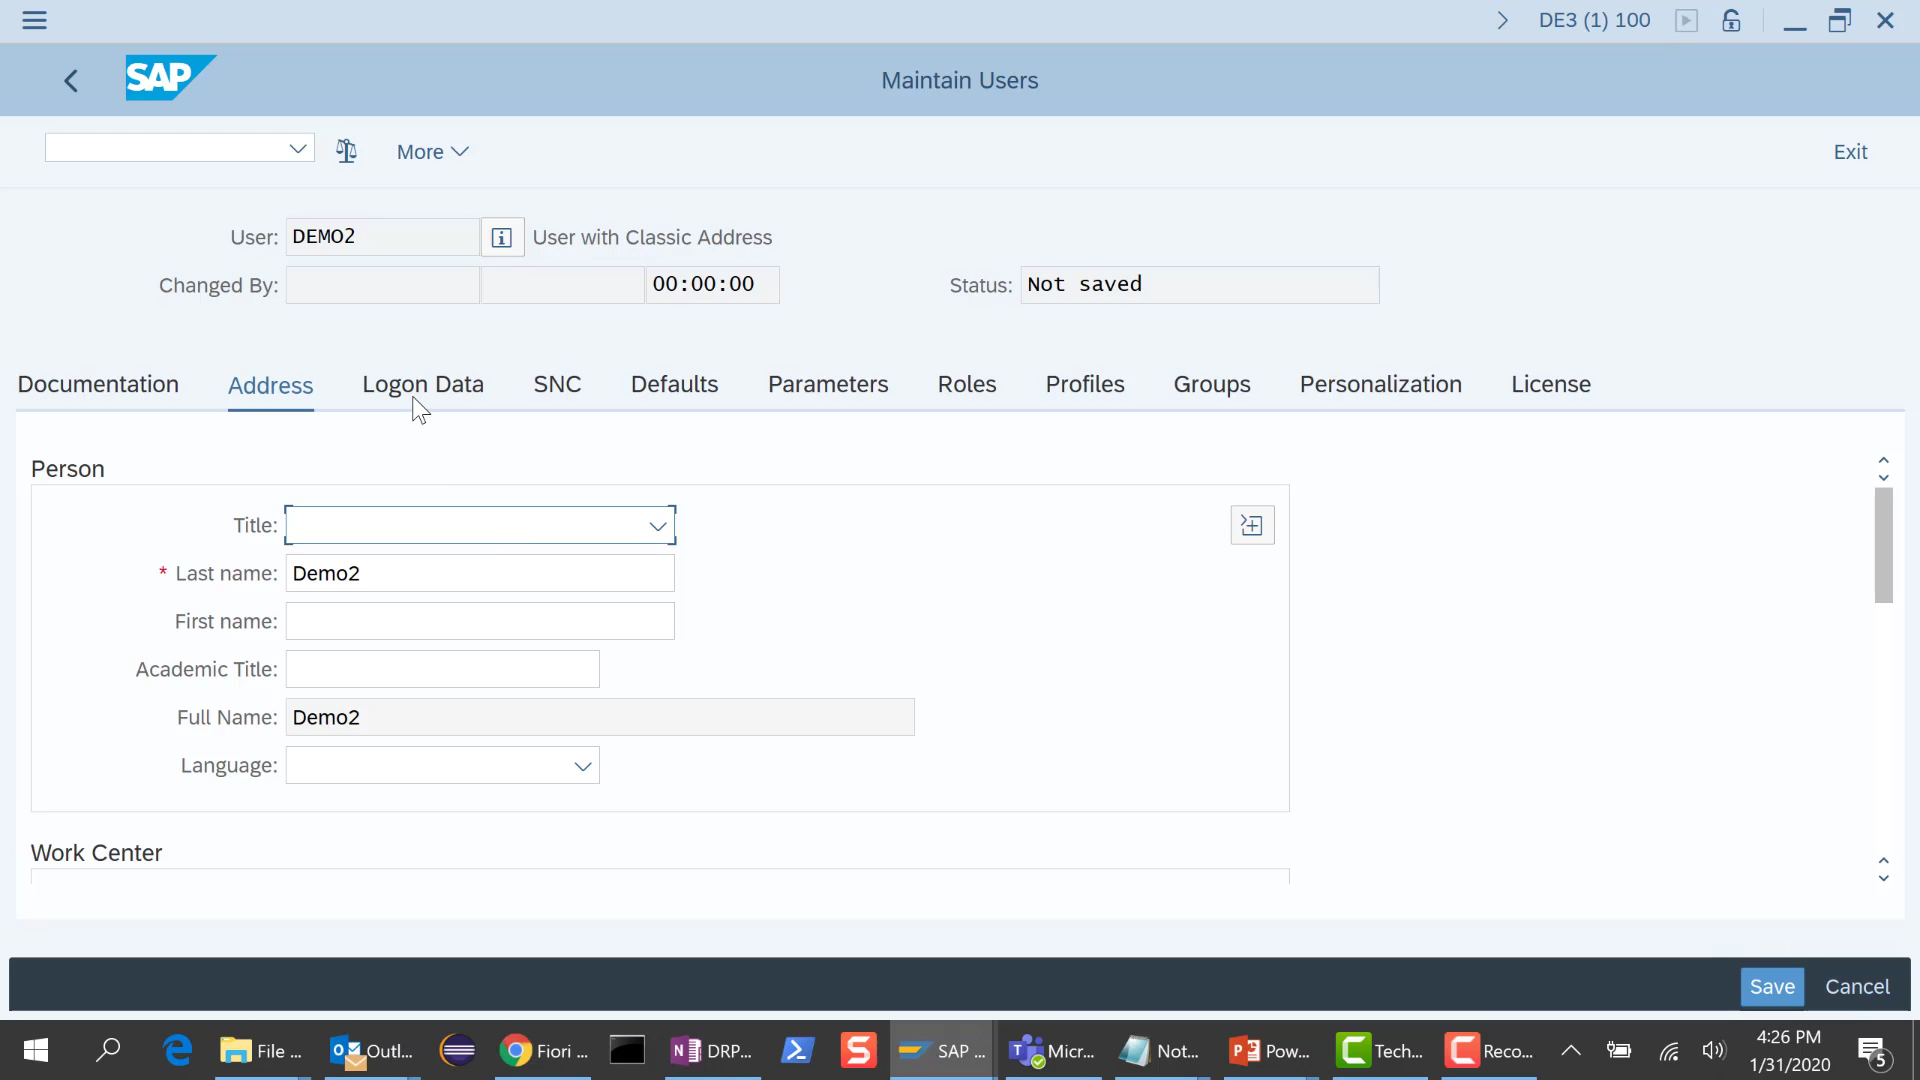 DE3 (1) 100
SAP
Maintain Users
More
Exit
User: DEMO2 User with Classic Address
Changed By: 00:00:00 Status: Not saved
Documentation Address Logon Data SNC Defaults Parameters Roles Profiles Groups Personalization License
Person
Title:
* Last name: Demo2
First name:
Academic Title:
Full Name: Demo2
Language:
Work Center
Save Cancel
File ... Outl... Fiori ... DRP... SAP ... Micr... Not... Pow... Tech... Reco... 4:26 PM
1/31/2020 5